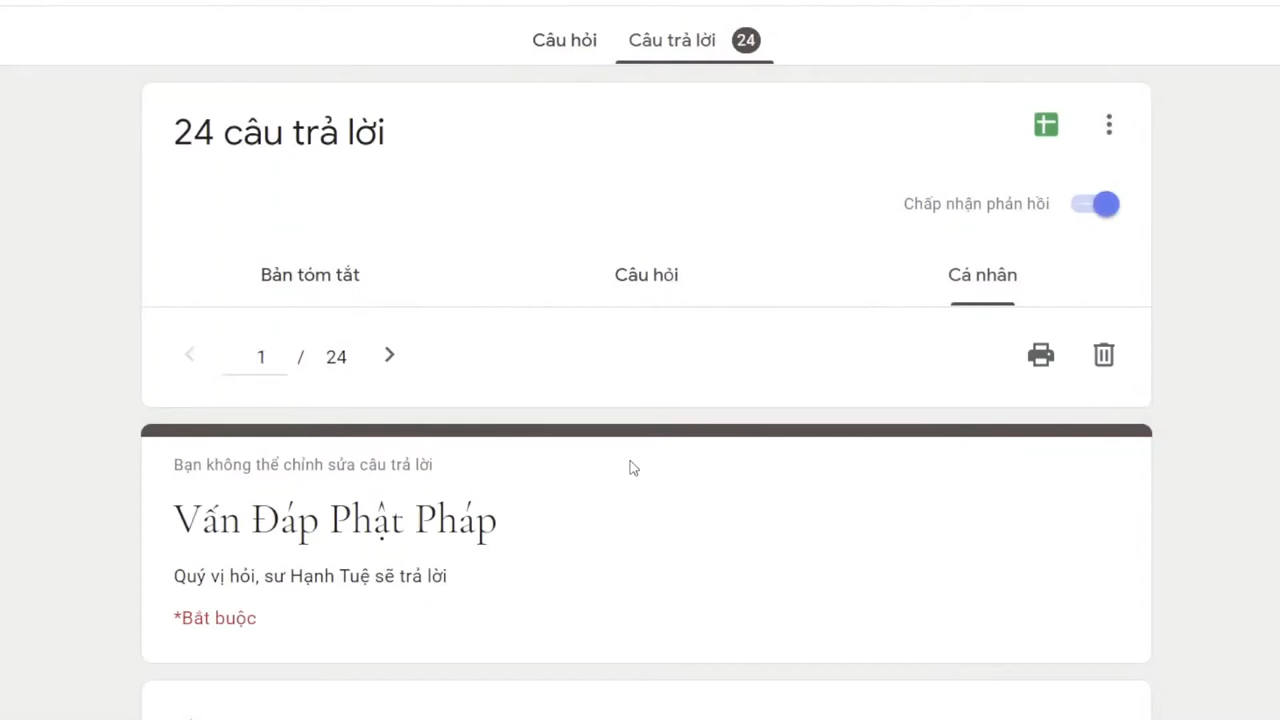 Câu hỏi Câu trả lời 24
24 câu trả lời
Chấp nhận phản hồi
Bản tóm tắt Câu hỏi Cá nhân
1 / 24
Bạn không thể chỉnh sửa câu trả lời
Vấn Đáp Phật Pháp
Quý vị hỏi, sư Hạnh Tuệ sẽ trả lời
*Bắt buộc